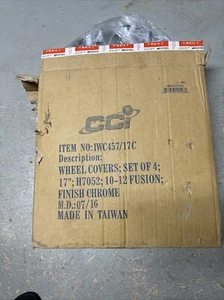 CCI
ITEM NO:IWC457/17C
Description;
WHEEL COVERS; SET OF 4;
17"; H7052; 10-12 FUSION;
FINISH CHROME
M.D.:07/16
MADE IN TAIWAN